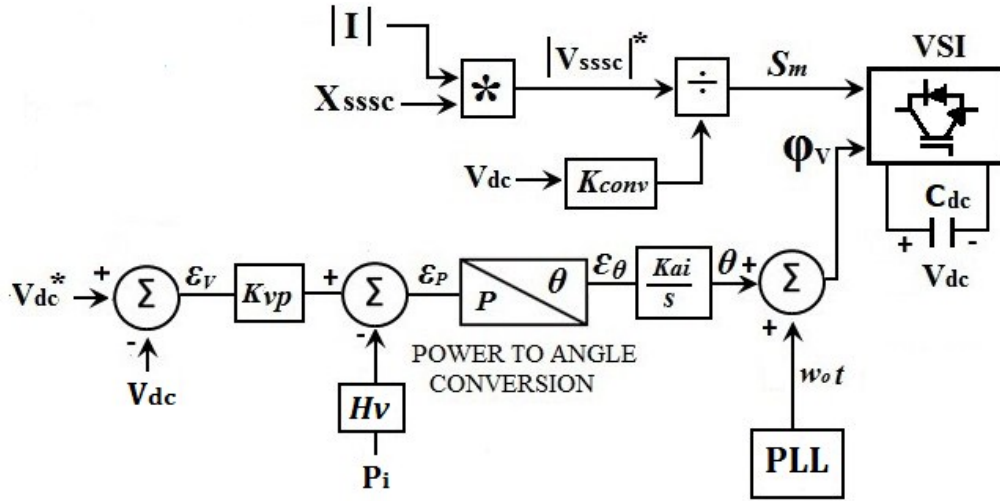 |I|
Xsssc
*
|Vsssc|*
÷
Sm
VSI
φV
Vdc
Kconv
Cdc
+ -
Vdc
Vdc*
+
Σ
-
Vdc
εV
Kvp
+
Σ
-
Hv
Pi
εP
P θ
POWER TO ANGLE
CONVERSION
εθ
Kai
s
θ
+
Σ
+
wot
PLL